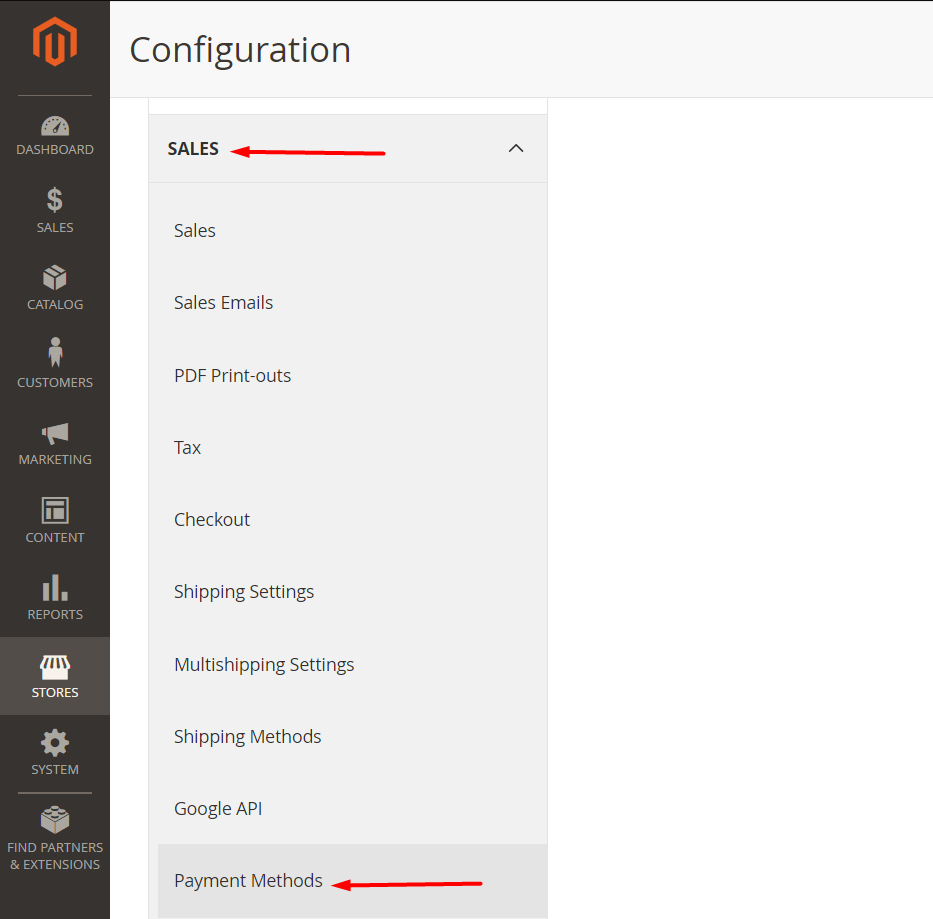 Configuration
DASHBOARD
SALES
CATALOG
CUSTOMERS
MARKETING
CONTENT
REPORTS
STORES
SYSTEM
FIND PARTNERS
& EXTENSIONS
SALES
Sales
Sales Emails
PDF Print-outs
Tax
Checkout
Shipping Settings
Multishipping Settings
Shipping Methods
Google API
Payment Methods